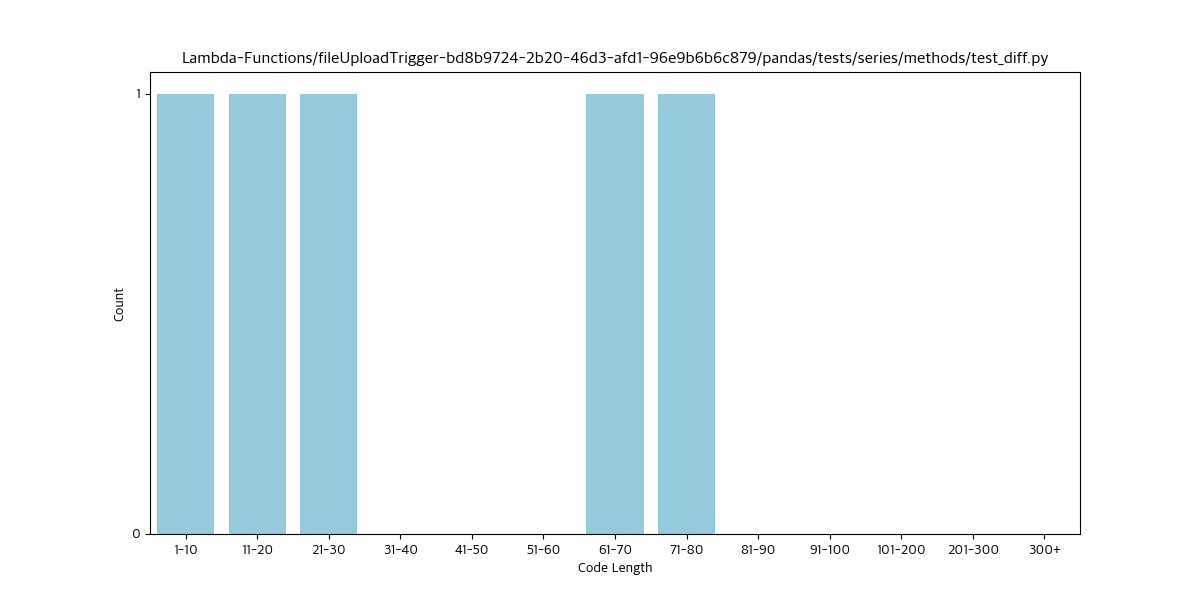 Lambda-Functions/fileUploadTrigger-bd8b9724-2b20-46d3-afd1-96e9b6b6c879/pandas/tests/series/methods/test_diff.py
1
Count
0
1-10 11-20 21-30 31-40 41-50 51-60 61-70 71-80 81-90 91-100 101-200 201-300 300+
Code Length